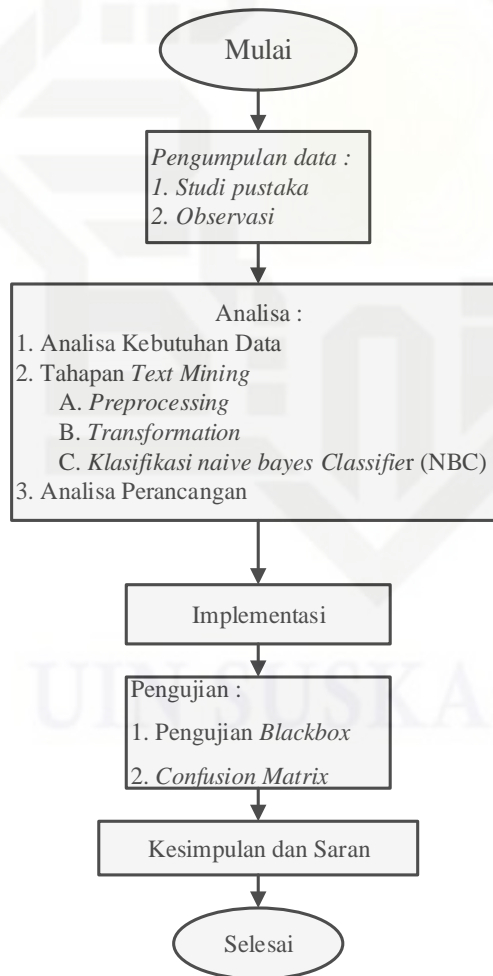 Mulai
Pengumpulan data :
1. Studi pustaka
2. Observasi
Analisa :
1. Analisa Kebutuhan Data
2. Tahapan Text Mining
A. Preprocessing
B. Transformation
C. Klasifikasi naive bayes Classifier (NBC)
3. Analisa Perancangan
Implementasi
UIN SUSKA
Pengujian :
1. Pengujian Blackbox
2. Confusion Matrix
Kesimpulan dan Saran
Selesai